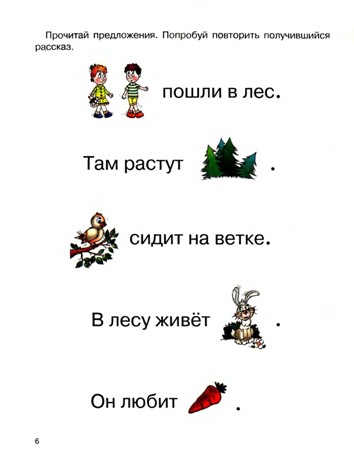 Прочитай предложения. Попробуй повторить получившийся
рассказ.
пошли в лес.
Там растут .
сидит на ветке.
В лесу живёт .
Он любит .
6